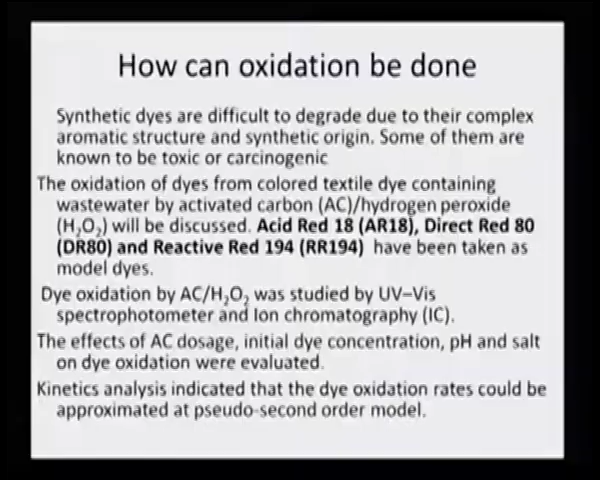 How can oxidation be done
Synthetic dyes are difficult to degrade due to their complex
aromatic structure and synthetic origin. Some of them are
known to be toxic or carcinogenic
The oxidation of dyes from colored textile dye containing
wastewater by activated carbon (AC)/hydrogen peroxide
(H₂O₂) will be discussed. Acid Red 18 (AR18), Direct Red 80
(DR80) and Reactive Red 194 (RR194) have been taken as
model dyes.
Dye oxidation by AC/H₂O₂ was studied by UV–Vis
spectrophotometer and Ion chromatography (IC).
The effects of AC dosage, initial dye concentration, pH and salt
on dye oxidation were evaluated.
Kinetics analysis indicated that the dye oxidation rates could be
approximated at pseudo-second order model.